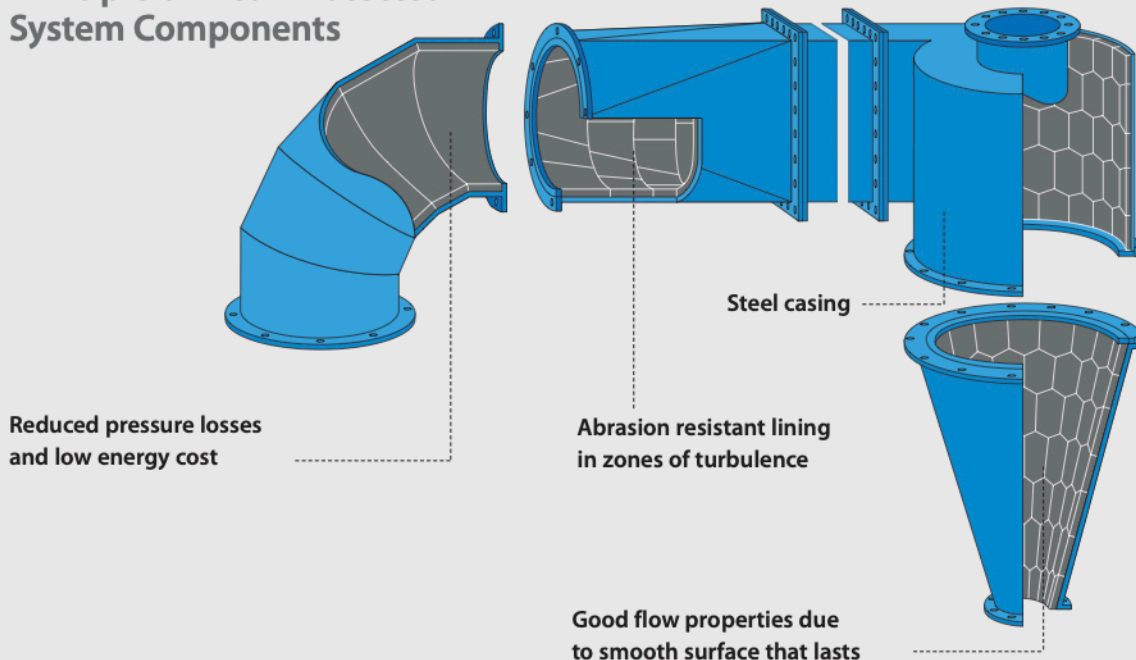 System Components
Steel casing
Reduced pressure losses
and low energy cost
Abrasion resistant lining
in zones of turbulence
Good flow properties due
to smooth surface that lasts